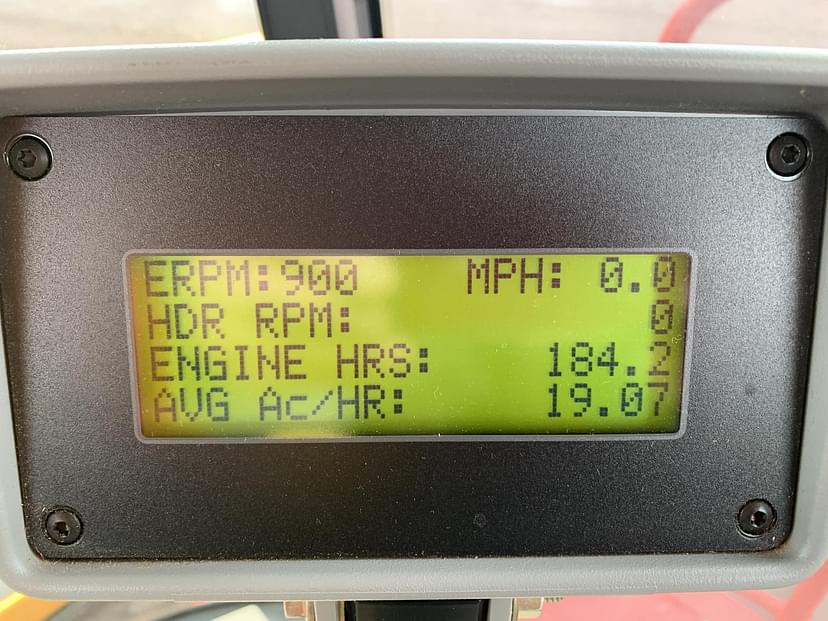 ERPM:900 MPH: 0.0
HDR RPM: 0
ENGINE HRS: 184.2
AVG Ac/HR: 19.07